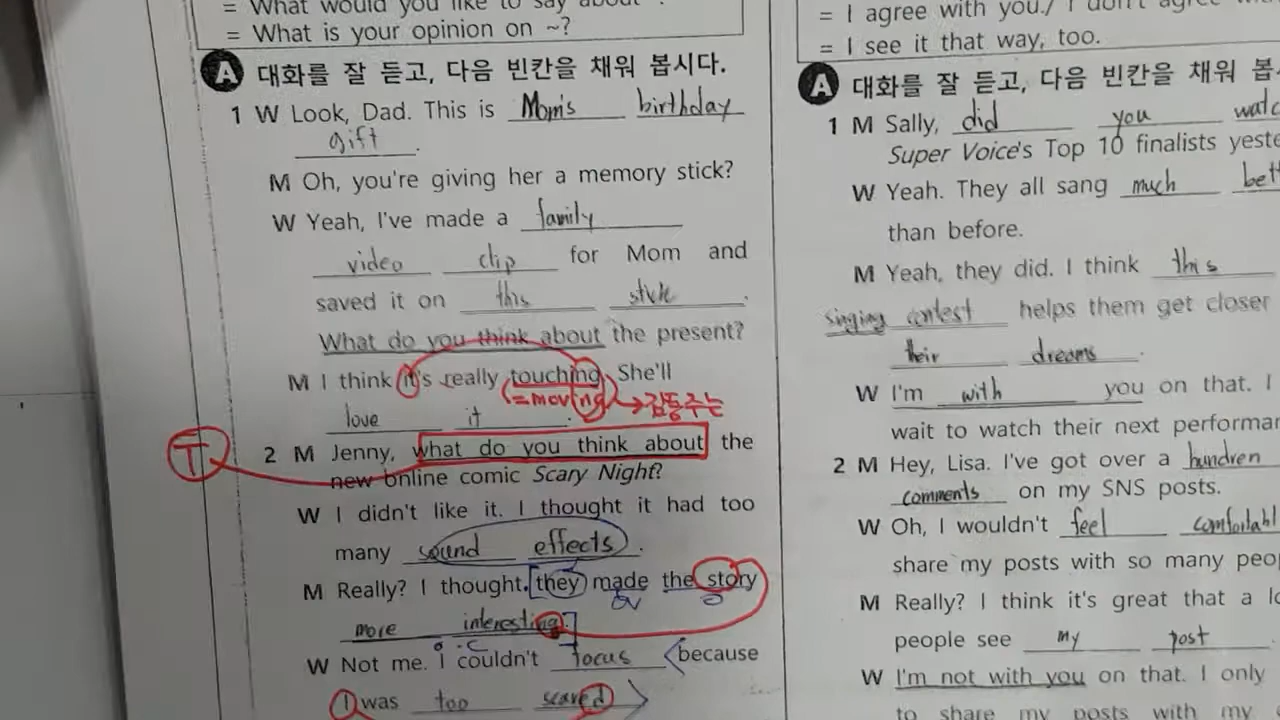 = What would you like to say about
= What is your opinion on ~?
A 대화를 잘 듣고, 다음 빈칸을 채워 봅시다.
1 W Look, Dad. This is Mom's birthday
gift.
M Oh, you're giving her a memory stick?
W Yeah, I've made a family
video clip for Mom and
saved it on this stick.
What do you think about the present?
M I think it's really touching. She'll
(=moving) → 감동주는
love it.
T 2 M Jenny, what do you think about the
new online comic Scary Night?
W I didn't like it. I thought it had too
many sound effects.
M Really? I thought [they made the story
OV O
more interesting.]
O.C
W Not me. I couldn't focus <because
I was too scared>
= I agree with you./ I don't agree
= I see it that way, too.
A 대화를 잘 듣고, 다음 빈칸을 채워
1 M Sally, did you
Super Voice's Top 10 finalists
W Yeah. They all sang much
than before.
M Yeah, they did. I think this
singing contest helps them get closer
their dreams.
W I'm with you on that. I
wait to watch their next
2 M Hey, Lisa. I've got over a hundren
comments on my SNS posts.
W Oh, I wouldn't feel
share my posts with so many
M Really? I think it's great that a
people see my post.
W I'm not with you on that. I only
to share my posts with my